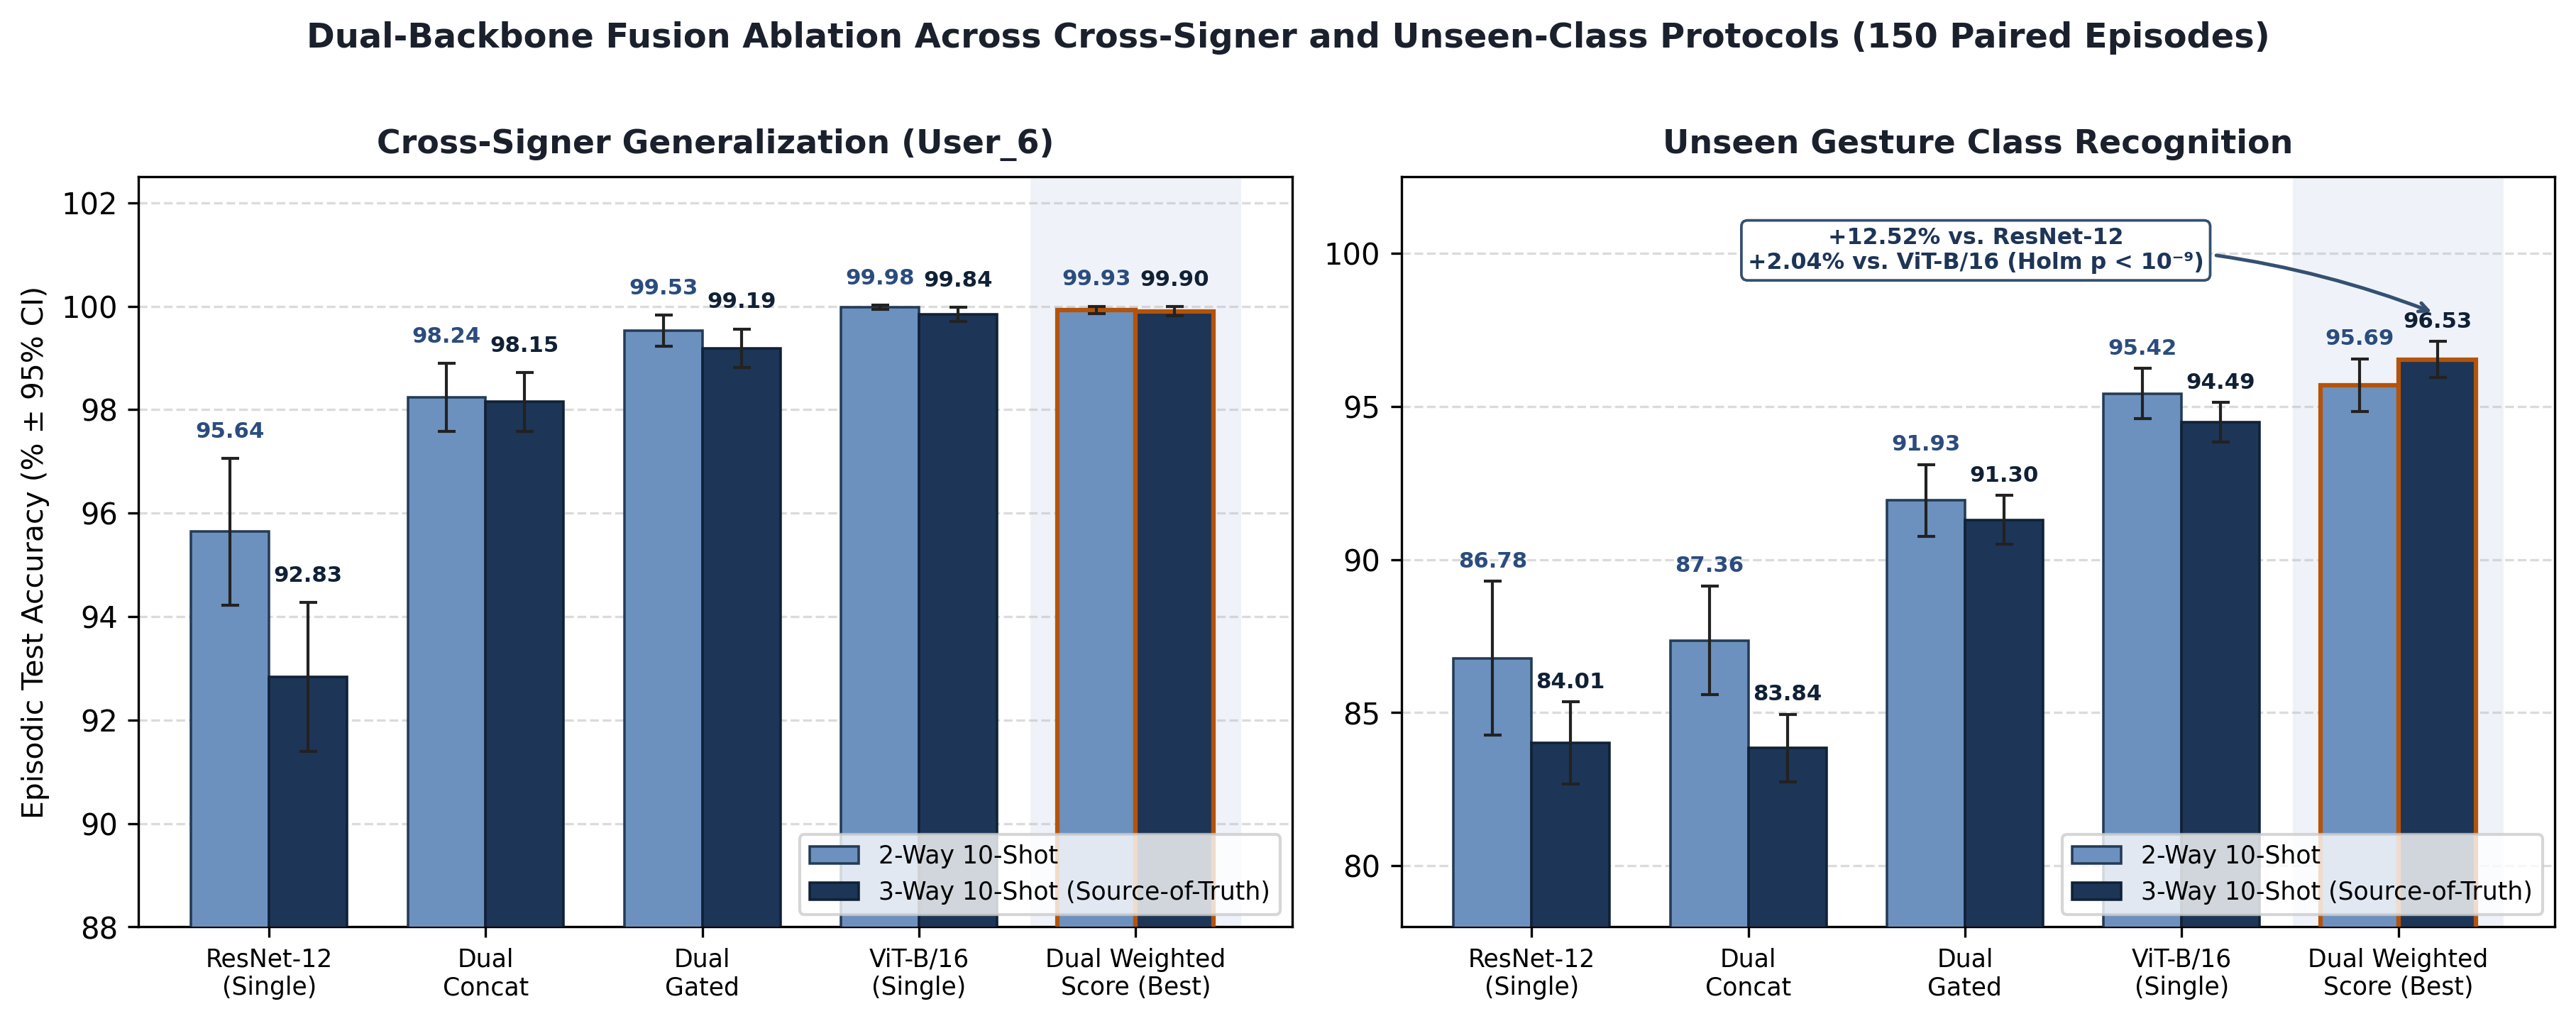 Dual-Backbone Fusion Ablation Across Cross-Signer and Unseen-Class Protocols (150 Paired Episodes)
Cross-Signer Generalization (User_6)
Episodic Test Accuracy (% ± 95% CI)
102
100
98
96
94
92
90
88
95.64
92.83
98.24
98.15
99.53
99.19
99.98
99.84
99.93
99.90
2-Way 10-Shot
3-Way 10-Shot (Source-of-Truth)
ResNet-12
(Single)
Dual
Concat
Dual
Gated
ViT-B/16
(Single)
Dual Weighted
Score (Best)
Unseen Gesture Class Recognition
100
95
90
85
80
+12.52% vs. ResNet-12
+2.04% vs. ViT-B/16 (Holm p < 10⁻⁹)
86.78
84.01
87.36
83.84
91.93
91.30
95.42
94.49
95.69
96.53
2-Way 10-Shot
3-Way 10-Shot (Source-of-Truth)
ResNet-12
(Single)
Dual
Concat
Dual
Gated
ViT-B/16
(Single)
Dual Weighted
Score (Best)